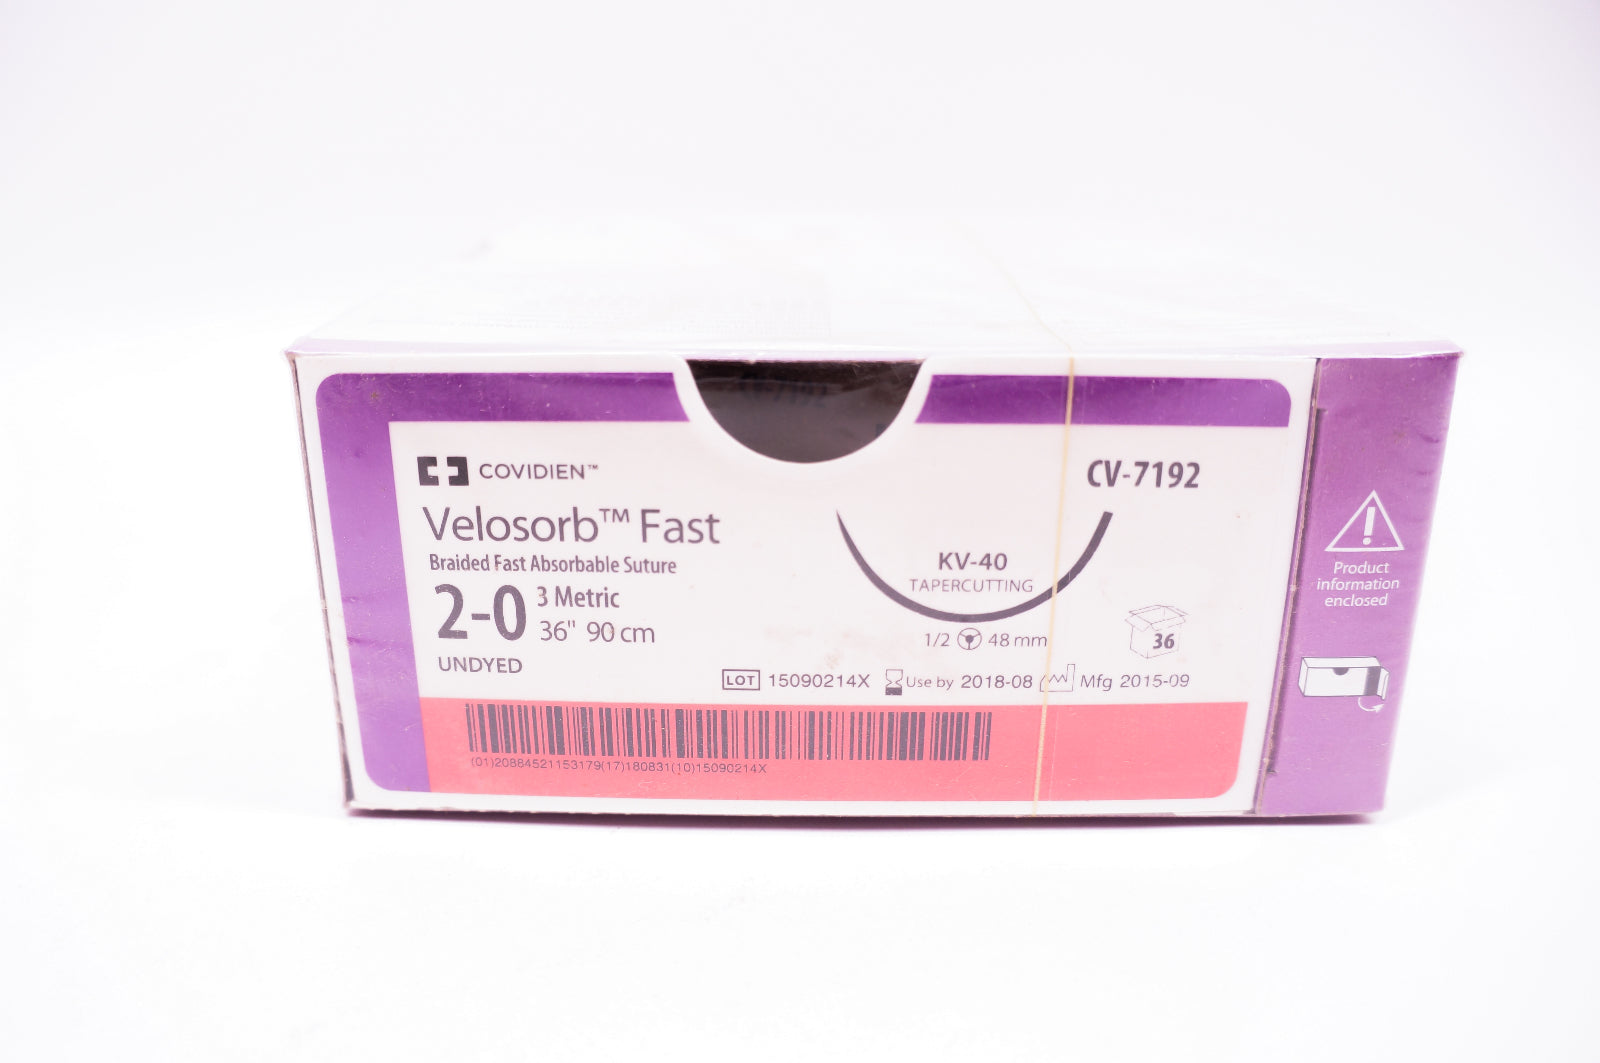 COVIDIEN™
Velosorb™ Fast
Braided Fast Absorbable Suture
2-0 3 Metric
36" 90 cm
UNDYED
CV-7192
KV-40
TAPERCUTTING
1/2 48 mm
36
LOT 15090214X Use by 2018-08 Mfg 2015-09
(01)20884521153179(17)180831(10)15090214X
!
Product
information
enclosed